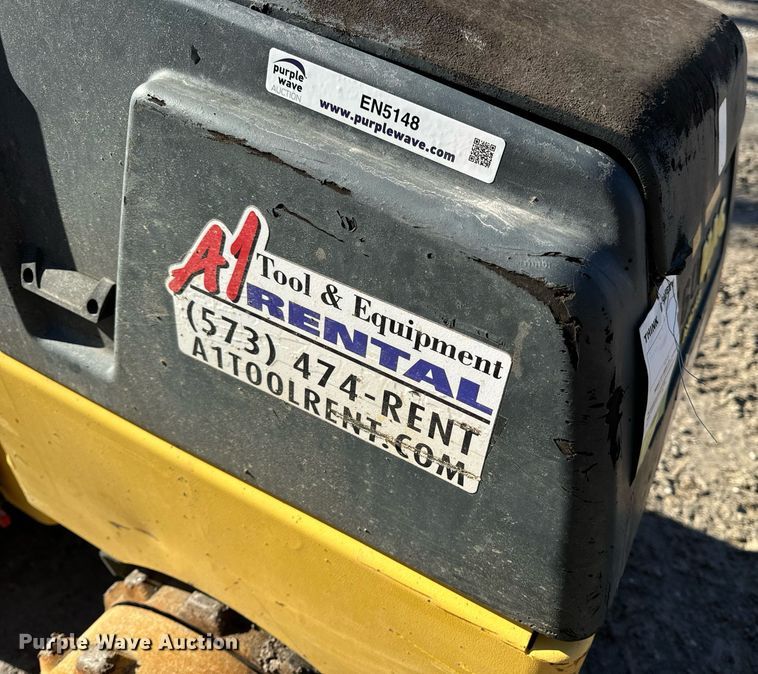 purple
wave
AUCTION
EN5148
www.purplewave.com
A1 Tool & Equipment
RENTAL
(573) 474-RENT
A1TOOLRENT.COM
THINK
Purple Wave Auction